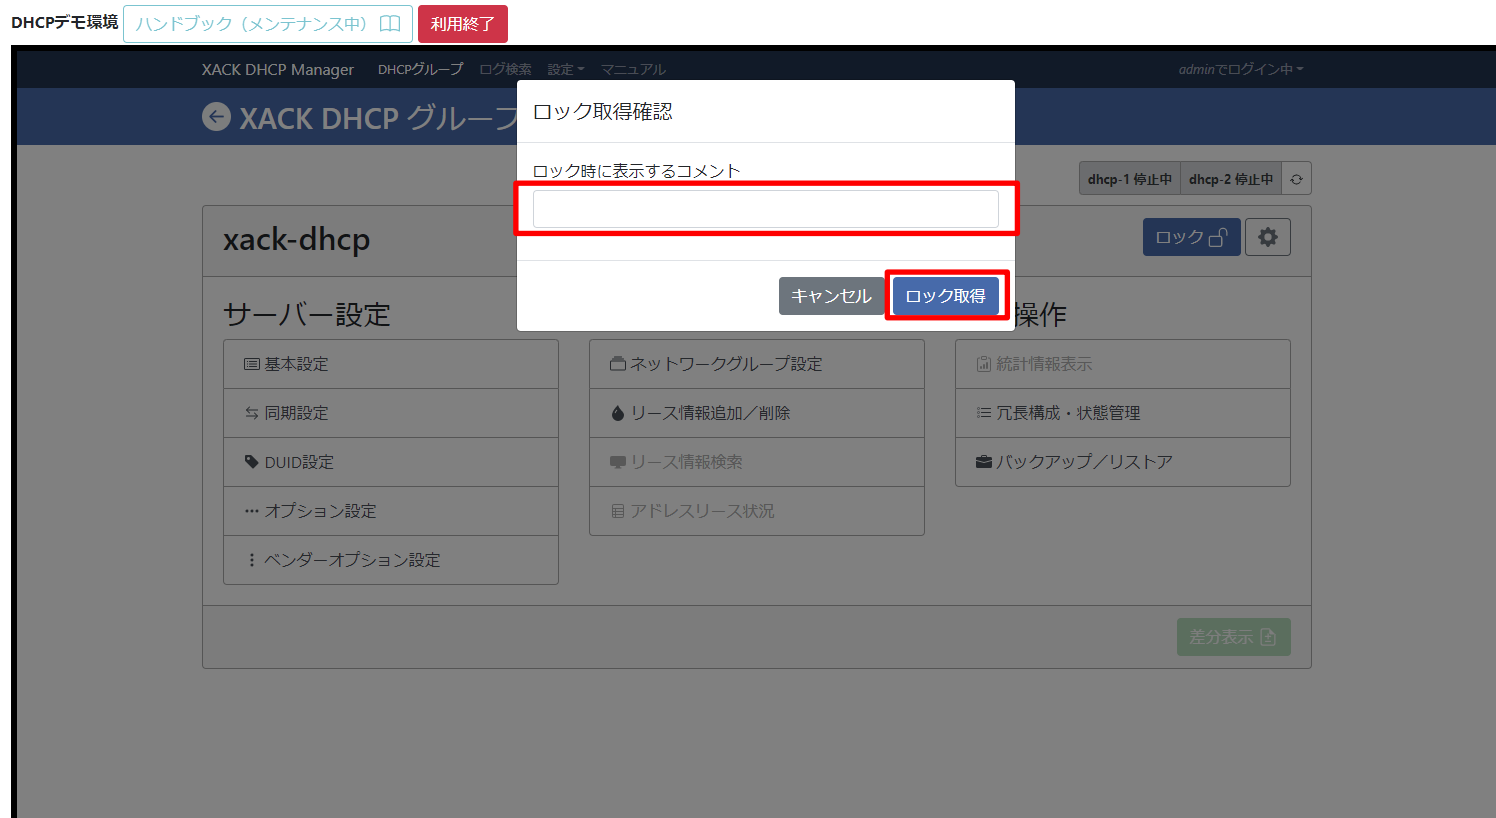 DHCPデモ環境 ハンドブック（メンテナンス中） 利用終了
XACK DHCP Manager DHCPグループ ログ検索 設定 マニュアル adminでログイン中
XACK DHCP グループ
ロック取得確認
ロック時に表示するコメント
キャンセル ロック取得
dhcp-1 停止中 dhcp-2 停止中
xack-dhcp
ロック
サーバー設定
基本設定
同期設定
DUID設定
オプション設定
ベンダーオプション設定
ネットワークグループ設定
リース情報追加／削除
リース情報検索
アドレスリース状況
操作
統計情報表示
冗長構成・状態管理
バックアップ／リストア
差分表示